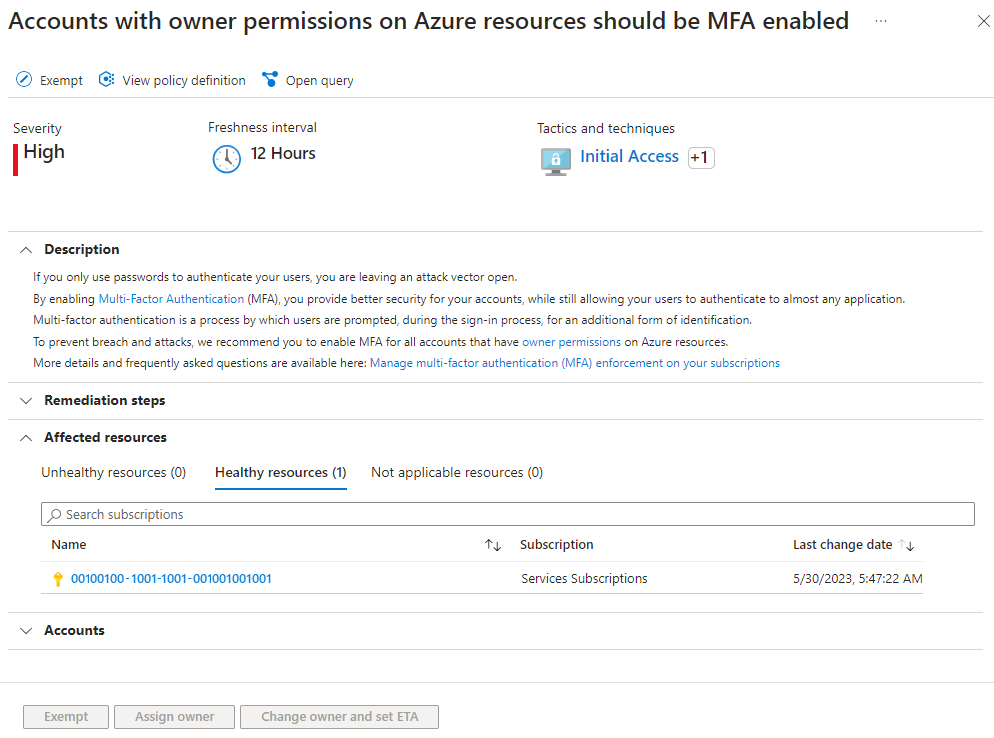 Accounts with owner permissions on Azure resources should be MFA enabled ...
Exempt View policy definition Open query
Severity Freshness interval Tactics and techniques
High 12 Hours Initial Access +1
Description
If you only use passwords to authenticate your users, you are leaving an attack vector open.
By enabling Multi-Factor Authentication (MFA), you provide better security for your accounts, while still allowing your users to authenticate to almost any application.
Multi-factor authentication is a process by which users are prompted, during the sign-in process, for an additional form of identification.
To prevent breach and attacks, we recommend you to enable MFA for all accounts that have owner permissions on Azure resources.
More details and frequently asked questions are available here: Manage multi-factor authentication (MFA) enforcement on your subscriptions
Remediation steps
Affected resources
Unhealthy resources (0) Healthy resources (1) Not applicable resources (0)
Search subscriptions
Name Subscription Last change date
00100100-1001-1001-001001001001 Services Subscriptions 5/30/2023, 5:47:22 AM
Accounts
Exempt Assign owner Change owner and set ETA